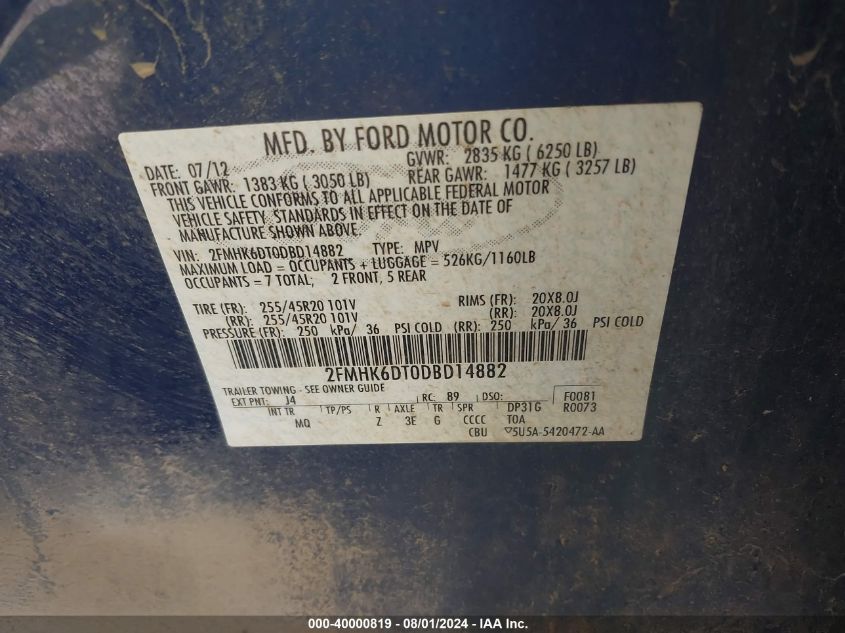 MFD. BY FORD MOTOR CO.
DATE: 07/12 GVWR: 2835 KG ( 6250 LB)
FRONT GAWR: 1383 KG ( 3050 LB) REAR GAWR: 1477 KG ( 3257 LB)
THIS VEHICLE CONFORMS TO ALL APPLICABLE FEDERAL MOTOR
VEHICLE SAFETY STANDARDS IN EFFECT ON THE DATE OF
MANUFACTURE SHOWN ABOVE.
VIN: 2FMHK6DT0DBD14882 TYPE: MPV
MAXIMUM LOAD = OCCUPANTS + LUGGAGE = 526KG/1160LB
OCCUPANTS = 7 TOTAL; 2 FRONT, 5 REAR
TIRE (FR): 255/45R20 101V RIMS (FR): 20X8.0J
(RR): 255/45R20 101V (RR): 20X8.0J
PRESSURE (FR): 250 kPa/ 36 PSI COLD (RR): 250 kPa/ 36 PSI COLD
2FMHK6DT0DBD14882
TRAILER TOWING - SEE OWNER GUIDE
EXT PNT: J4 RC: 89 DSO: F0081
INT TR TP/PS R AXLE TR SPR DP31G R0073
MQ Z 3E G CCCC TOA
CBU 5U5A-5420472-AA
000-40000819 - 08/01/2024 - www.iaai.com.